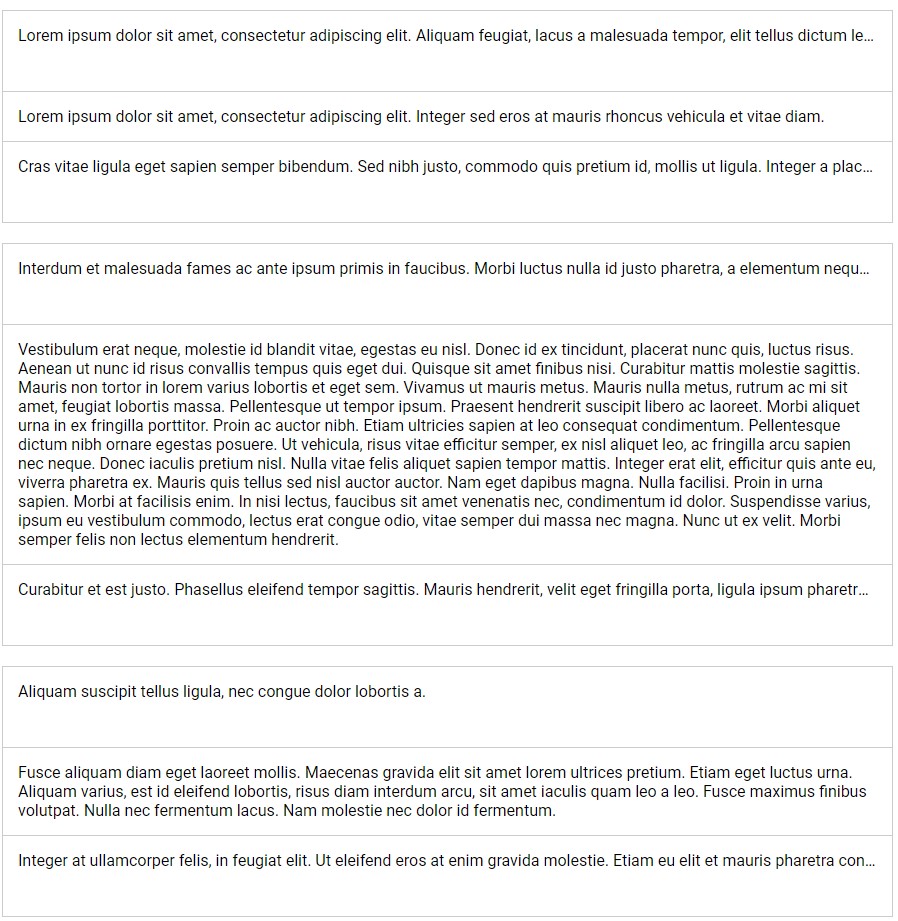 Lorem ipsum dolor sit amet, consectetur adipiscing elit. Aliquam feugiat, lacus a malesuada tempor, elit tellus dictum le...
Lorem ipsum dolor sit amet, consectetur adipiscing elit. Integer sed eros at mauris rhoncus vehicula et vitae diam.
Cras vitae ligula eget sapien semper bibendum. Sed nibh justo, commodo quis pretium id, mollis ut ligula. Integer a plac...
Interdum et malesuada fames ac ante ipsum primis in faucibus. Morbi luctus nulla id justo pharetra, a elementum nequ...
Vestibulum erat neque, molestie id blandit vitae, egestas eu nisl. Donec id ex tincidunt, placerat nunc quis, luctus risus.
Aenean ut nunc id risus convallis tempus quis eget dui. Quisque sit amet finibus nisi. Curabitur mattis molestie sagittis.
Mauris non tortor in lorem varius lobortis et eget sem. Vivamus ut mauris metus. Mauris nulla metus, rutrum ac mi sit
amet, feugiat lobortis massa. Pellentesque ut tempor ipsum. Praesent hendrerit suscipit libero ac laoreet. Morbi aliquet
urna in ex fringilla porttitor. Proin ac auctor nibh. Etiam ultricies sapien at leo consequat condimentum. Pellentesque
dictum nibh ornare egestas posuere. Ut vehicula, risus vitae efficitur semper, ex nisl aliquet leo, ac fringilla arcu sapien
nec neque. Donec iaculis pretium nisl. Nulla vitae felis aliquet sapien tempor mattis. Integer erat elit, efficitur quis ante eu,
viverra pharetra ex. Mauris quis tellus sed nisl auctor auctor. Nam eget dapibus magna. Nulla facilisi. Proin in urna
sapien. Morbi at facilisis enim. In nisi lectus, faucibus sit amet venenatis nec, condimentum id dolor. Suspendisse varius,
ipsum eu vestibulum commodo, lectus erat congue odio, vitae semper dui massa nec magna. Nunc ut ex velit. Morbi
semper felis non lectus elementum hendrerit.
Curabitur et est justo. Phasellus eleifend tempor sagittis. Mauris hendrerit, velit eget fringilla porta, ligula ipsum pharetr...
Aliquam suscipit tellus ligula, nec congue dolor lobortis a.
Fusce aliquam diam eget laoreet mollis. Maecenas gravida elit sit amet lorem ultrices pretium. Etiam eget luctus urna.
Aliquam varius, est id eleifend lobortis, risus diam interdum arcu, sit amet iaculis quam leo a leo. Fusce maximus finibus
volutpat. Nulla nec fermentum lacus. Nam molestie nec dolor id fermentum.
Integer at ullamcorper felis, in feugiat elit. Ut eleifend eros at enim gravida molestie. Etiam eu elit et mauris pharetra con...